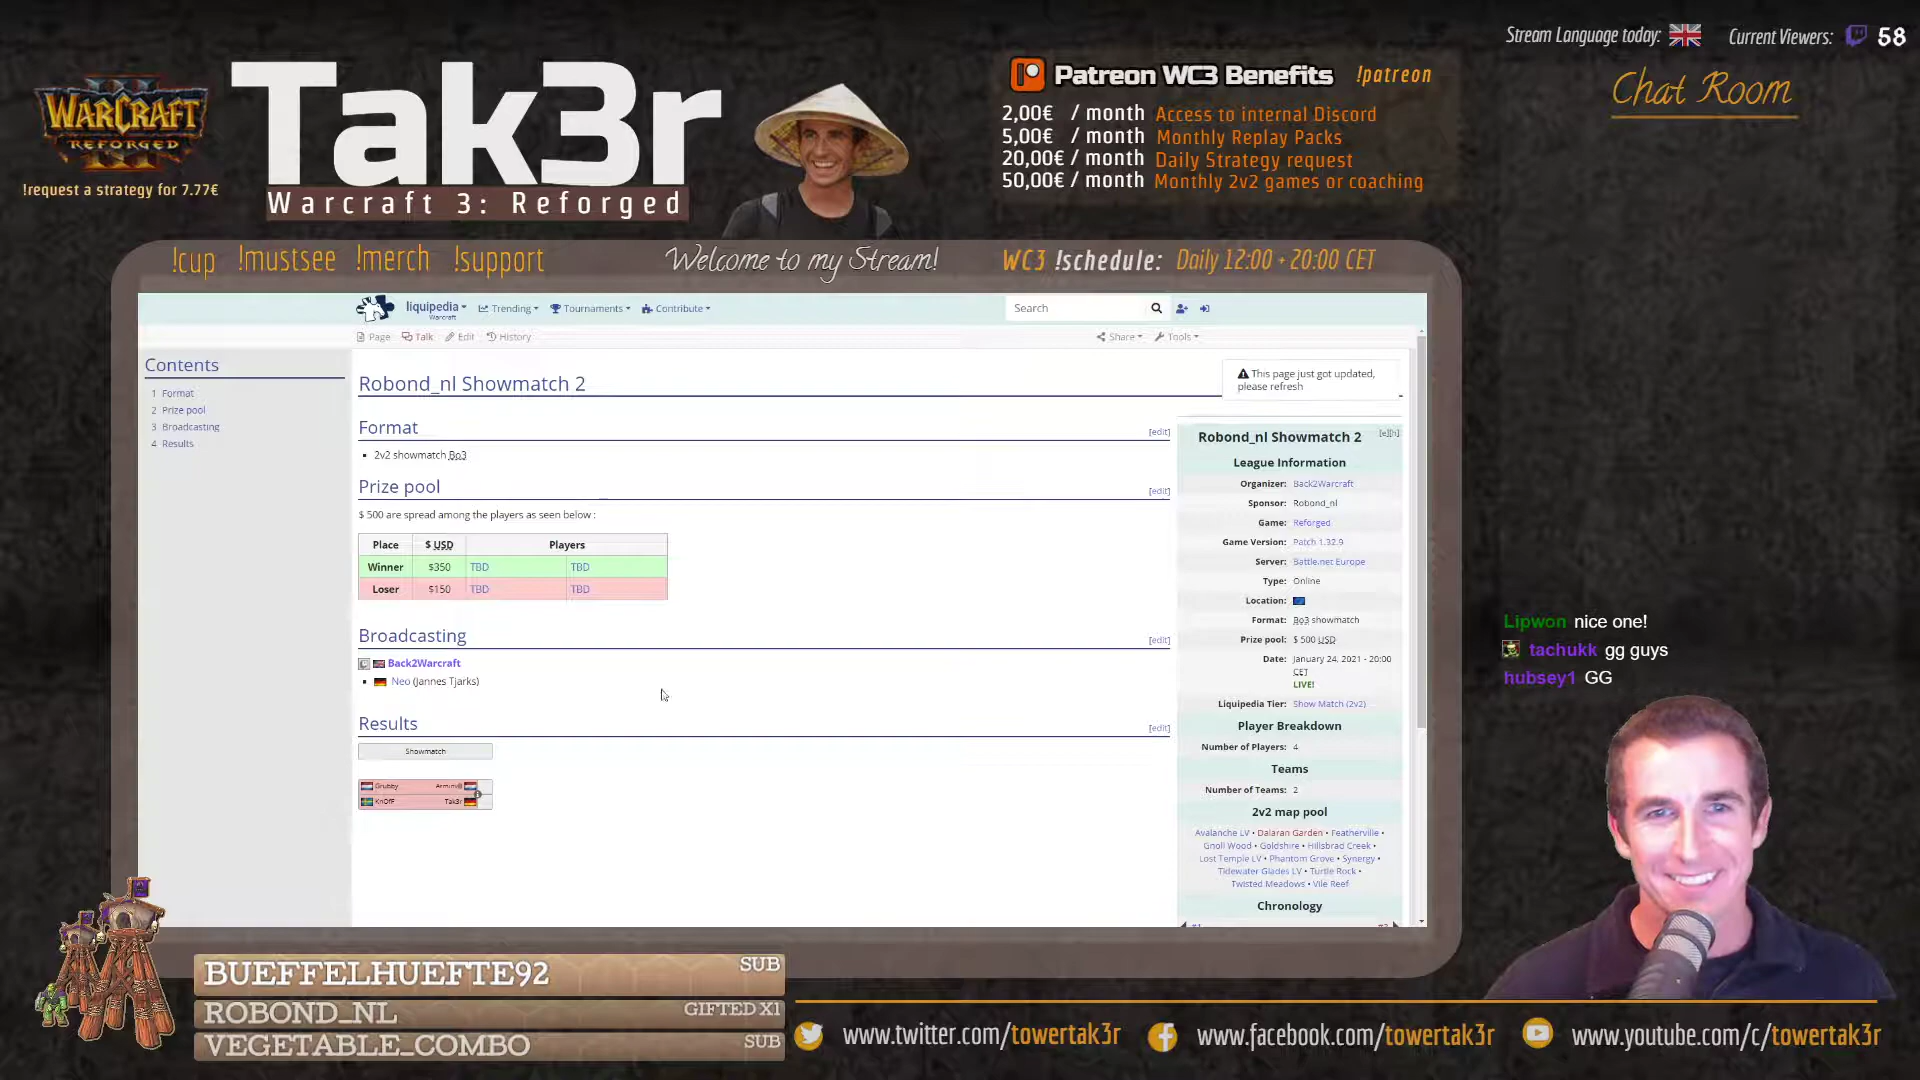 Stream Language today:
Current Viewers: 58
WARCRAFT
III
REFORGED
!request a strategy for 7.77€
Tak3r
Warcraft 3: Reforged
Patreon WC3 Benefits !patreon
2,00€ / month Access to internal Discord
5,00€ / month Monthly Replay Packs
20,00€ / month Daily Strategy request
50,00€ / month Monthly 2v2 games or coaching
Chat Room
!cup !mustsee !merch !support
Welcome to my Stream!
WC3 !schedule: Daily 12:00 + 20:00 CET
liquipedia
Warcraft
Trending
Tournaments
Contribute
Search
Page Talk Edit History
Share Tools
Contents
1 Format
2 Prize pool
3 Broadcasting
4 Results
Robond_nl Showmatch 2
This page just got updated,
please refresh
Format
[edit]
2v2 showmatch Bo3
Prize pool
[edit]
$ 500 are spread among the players as seen below :
Place $ USD Players
Winner $350 TBD TBD
Loser $150 TBD TBD
Broadcasting
[edit]
Back2Warcraft
Neo (Jannes Tjarks)
Results
[edit]
Showmatch
Grubby
KnOfF Tak3r
Robond_nl Showmatch 2
[e][h]
League Information
Organizer: Back2Warcraft
Sponsor: Robond_nl
Game: Reforged
Game Version: Patch 1.32.9
Server: Battle.net Europe
Type: Online
Location:
Format: Bo3 showmatch
Prize pool: $ 500 USD
Date: January 24, 2021 - 20:00
CET
LIVE!
Liquipedia Tier: Show Match (2v2)
Player Breakdown
Number of Players: 4
Teams
Number of Teams: 2
2v2 map pool
Avalanche LV • Dalaran Garden • Featherville •
Gnoll Wood • Goldshire • Hillsbrad Creek •
Lost Temple LV • Phantom Grove • Synergy •
Tidewater Glades LV • Turtle Rock •
Twisted Meadows • Vile Reef
Chronology
Lipwon nice one!
tachukk gg guys
hubsey1 GG
BUEFFELHUEFTE92 SUB
ROBOND_NL GIFTED X1
VEGETABLE_COMBO SUB
www.twitter.com/towertak3r
www.facebook.com/towertak3r
www.youtube.com/c/towertak3r